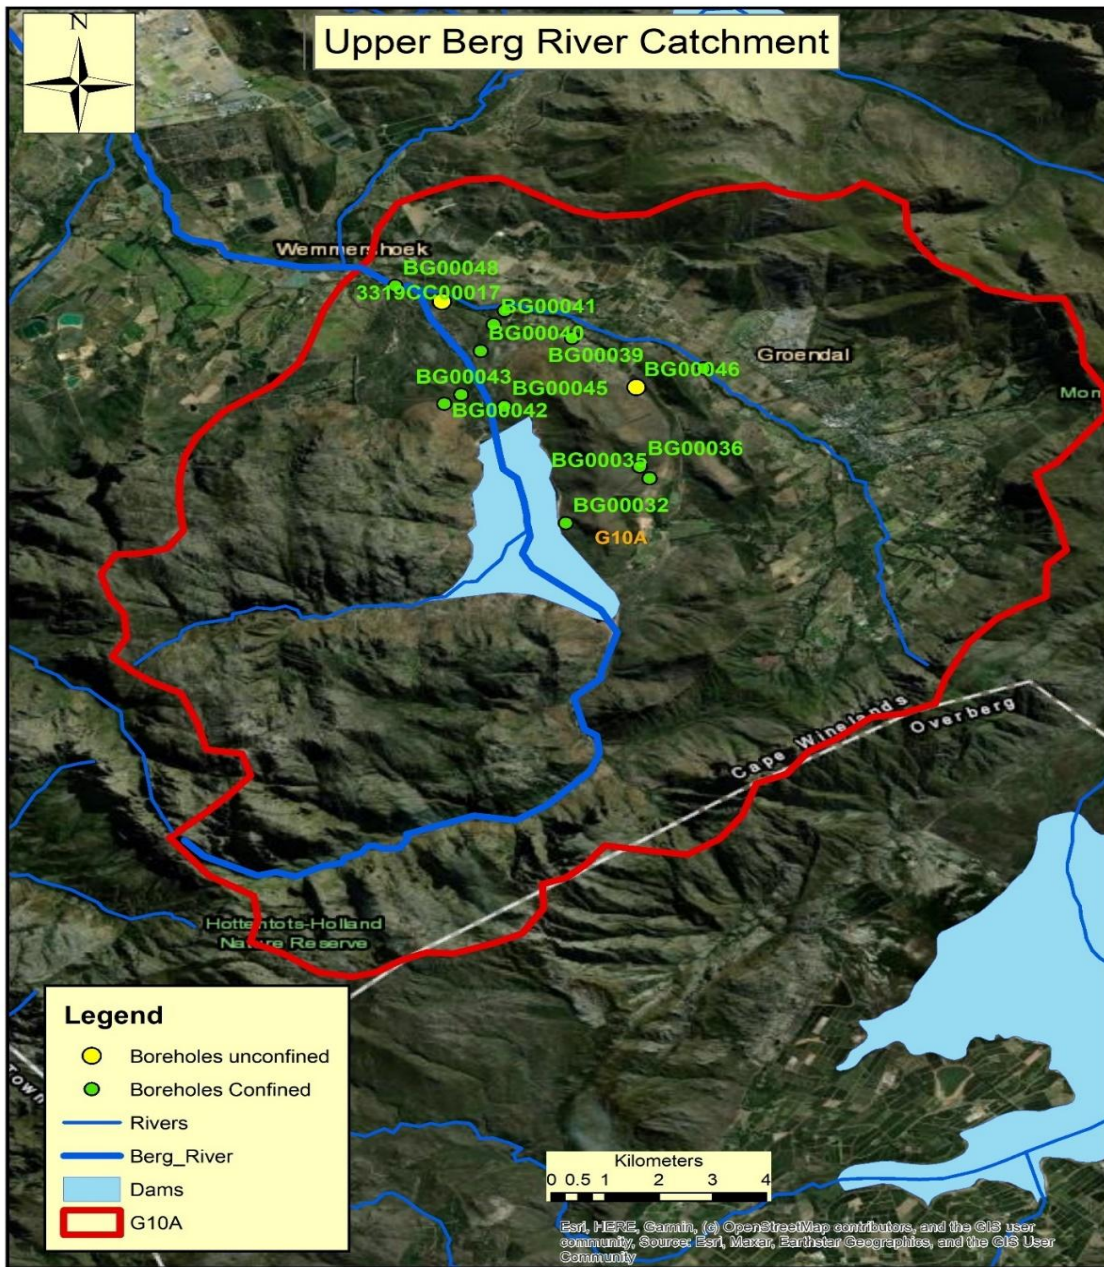 N
Upper Berg River Catchment
Wemmershoek
BG00048
3319CC00017
BG00041
BG00040
BG00039
Groendal
BG00046
Mon
BG00043
BG00045
BG00042
BG00036
BG00035
BG00032
G10A
Cape Winelands
Overberg
Hottentots-Holland
Nature Reserve
Town
Legend
Boreholes unconfined
Boreholes Confined
Rivers
Berg_River
Dams
G10A
Kilometers
0 0.5 1 2 3 4
Esri, HERE, Garmin, (c) OpenStreetMap contributors, and the GIS user
community, Source: Esri, Maxar, Earthstar Geographics, and the GIS User
Community